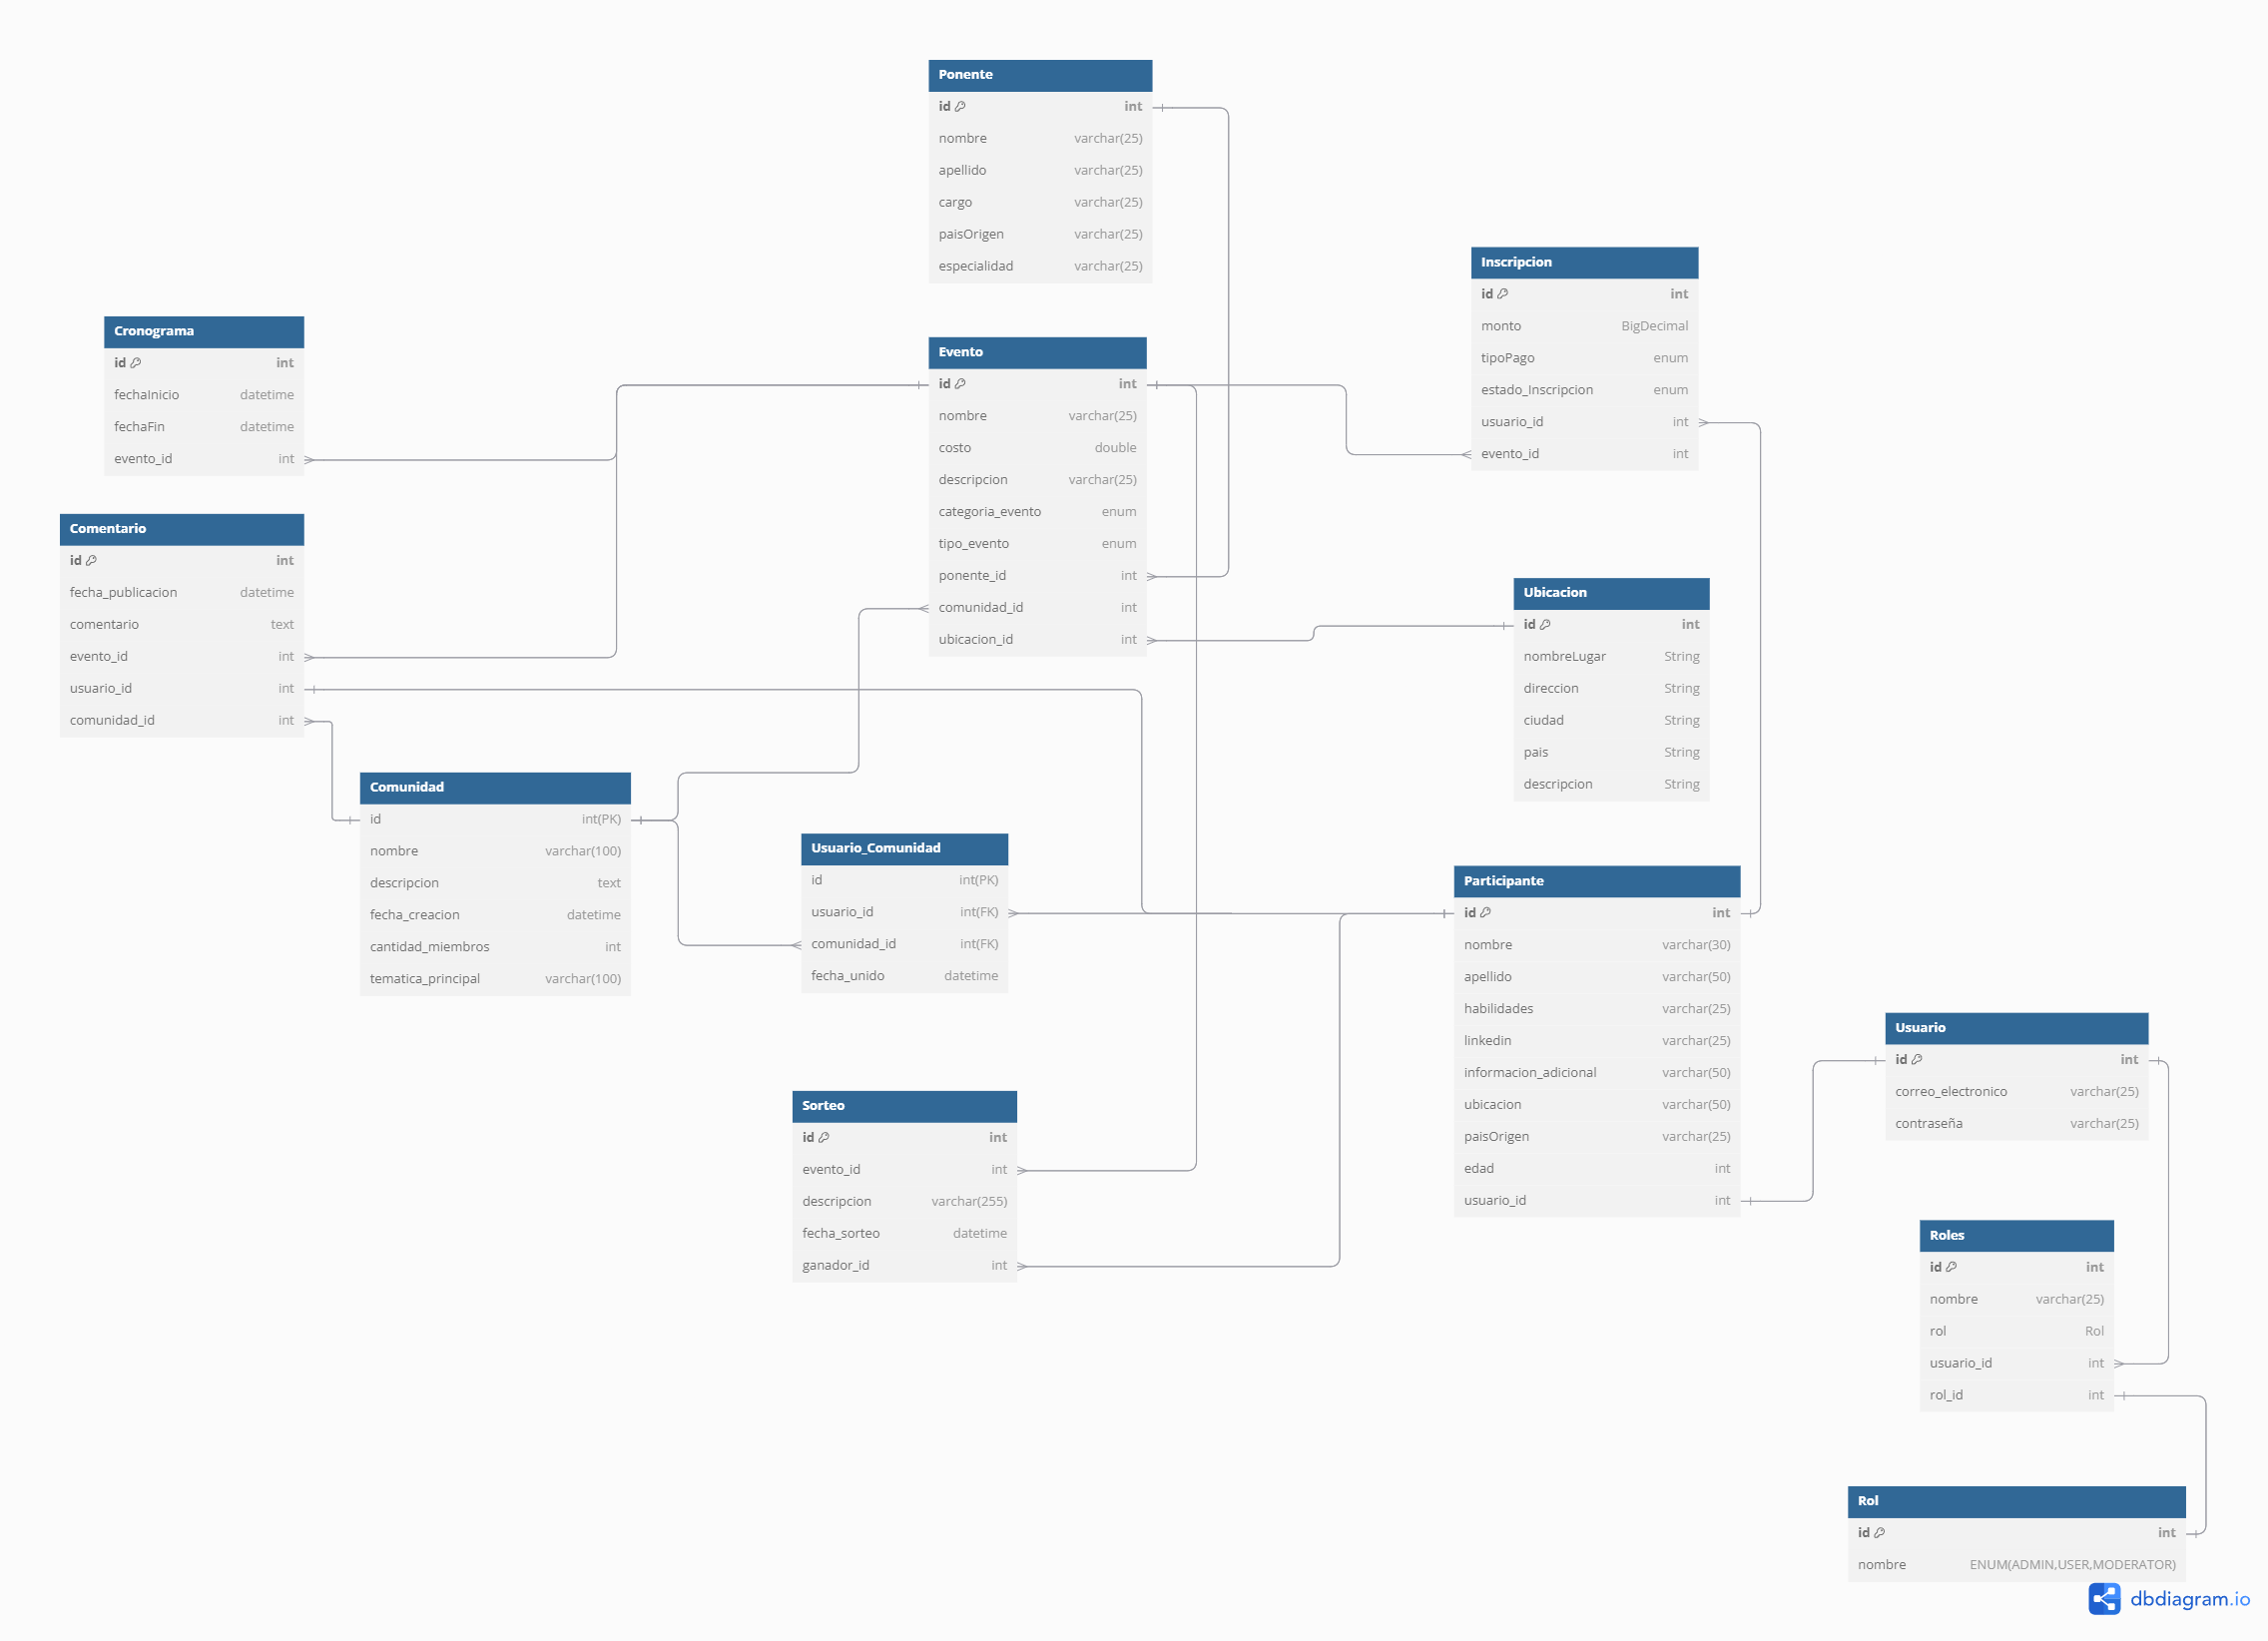 Ponente
id int
nombre varchar(25)
apellido varchar(25)
cargo varchar(25)
paisOrigen varchar(25)
especialidad varchar(25)
Inscripcion
id int
monto BigDecimal
tipoPago enum
estado_Inscripcion enum
usuario_id int
evento_id int
Cronograma
id int
fechaInicio datetime
fechaFin datetime
evento_id int
Evento
id int
nombre varchar(25)
costo double
descripcion varchar(25)
categoria_evento enum
tipo_evento enum
ponente_id int
comunidad_id int
ubicacion_id int
Comentario
id int
fecha_publicacion datetime
comentario text
evento_id int
usuario_id int
comunidad_id int
Ubicacion
id int
nombreLugar String
direccion String
ciudad String
pais String
descripcion String
Comunidad
id int(PK)
nombre varchar(100)
descripcion text
fecha_creacion datetime
cantidad_miembros int
tematica_principal varchar(100)
Usuario_Comunidad
id int(PK)
usuario_id int(FK)
comunidad_id int(FK)
fecha_unido datetime
Participante
id int
nombre varchar(30)
apellido varchar(50)
habilidades varchar(25)
linkedin varchar(25)
informacion_adicional varchar(50)
ubicacion varchar(50)
paisOrigen varchar(25)
edad int
usuario_id int
Usuario
id int
correo_electronico varchar(25)
contraseña varchar(25)
Sorteo
id int
evento_id int
descripcion varchar(255)
fecha_sorteo datetime
ganador_id int
Roles
id int
nombre varchar(25)
rol Rol
usuario_id int
rol_id int
Rol
id int
nombre ENUM(ADMIN,USER,MODERATOR)
dbdiagram.io